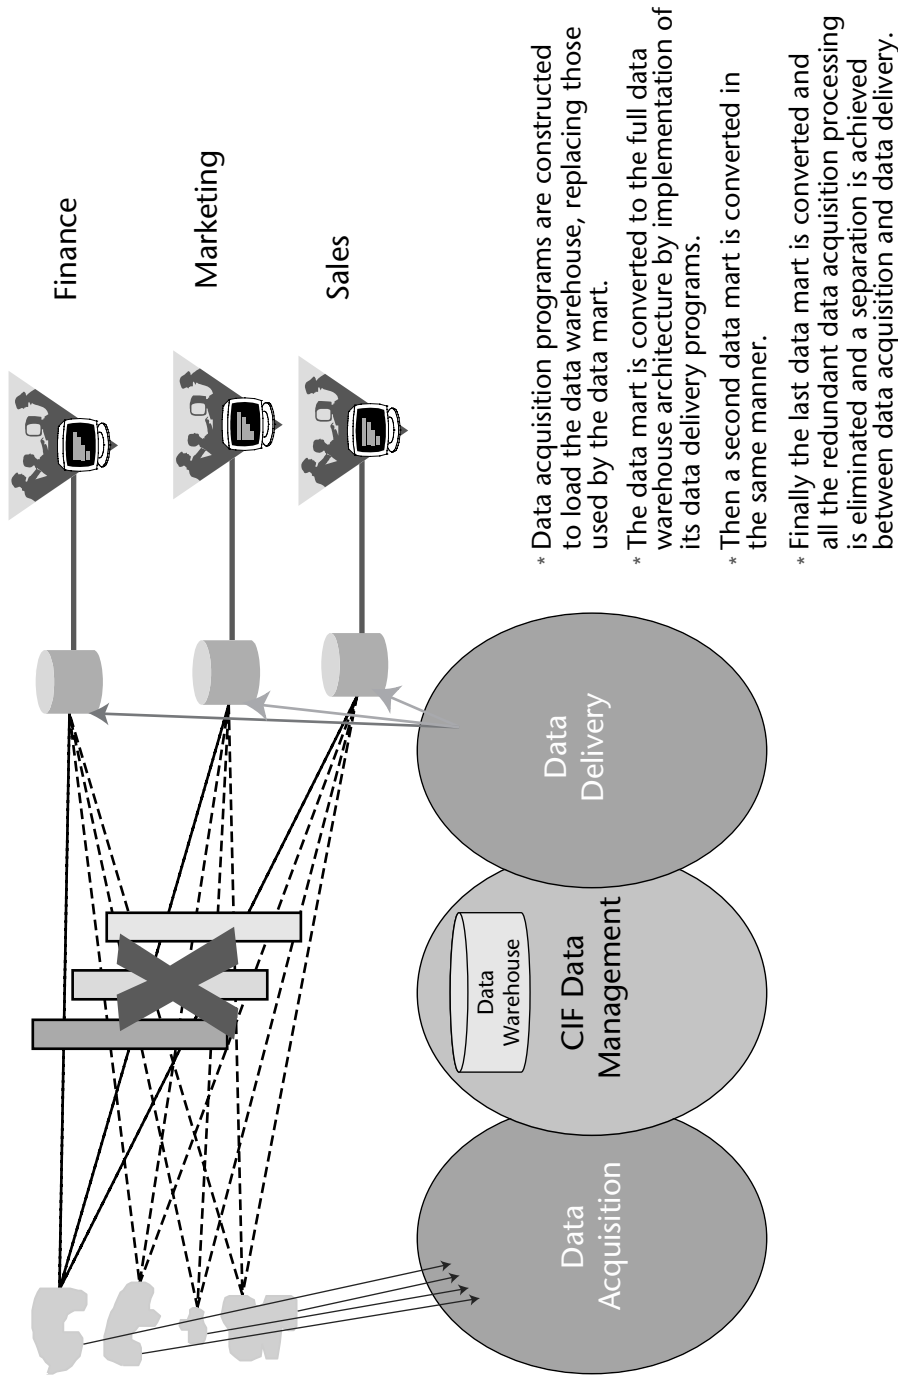 Finance
Marketing
Sales
Data
Acquisition
Data
Warehouse
CIF Data
Management
Data
Delivery
* Data acquisition programs are constructed
to load the data warehouse, replacing those
used by the data mart.
* The data mart is converted to the full data
warehouse architecture by implementation of
its data delivery programs.
* Then a second data mart is converted in
the same manner.
* Finally the last data mart is converted and
all the redundant data acquisition processing
is eliminated and a separation is achieved
between data acquisition and data delivery.